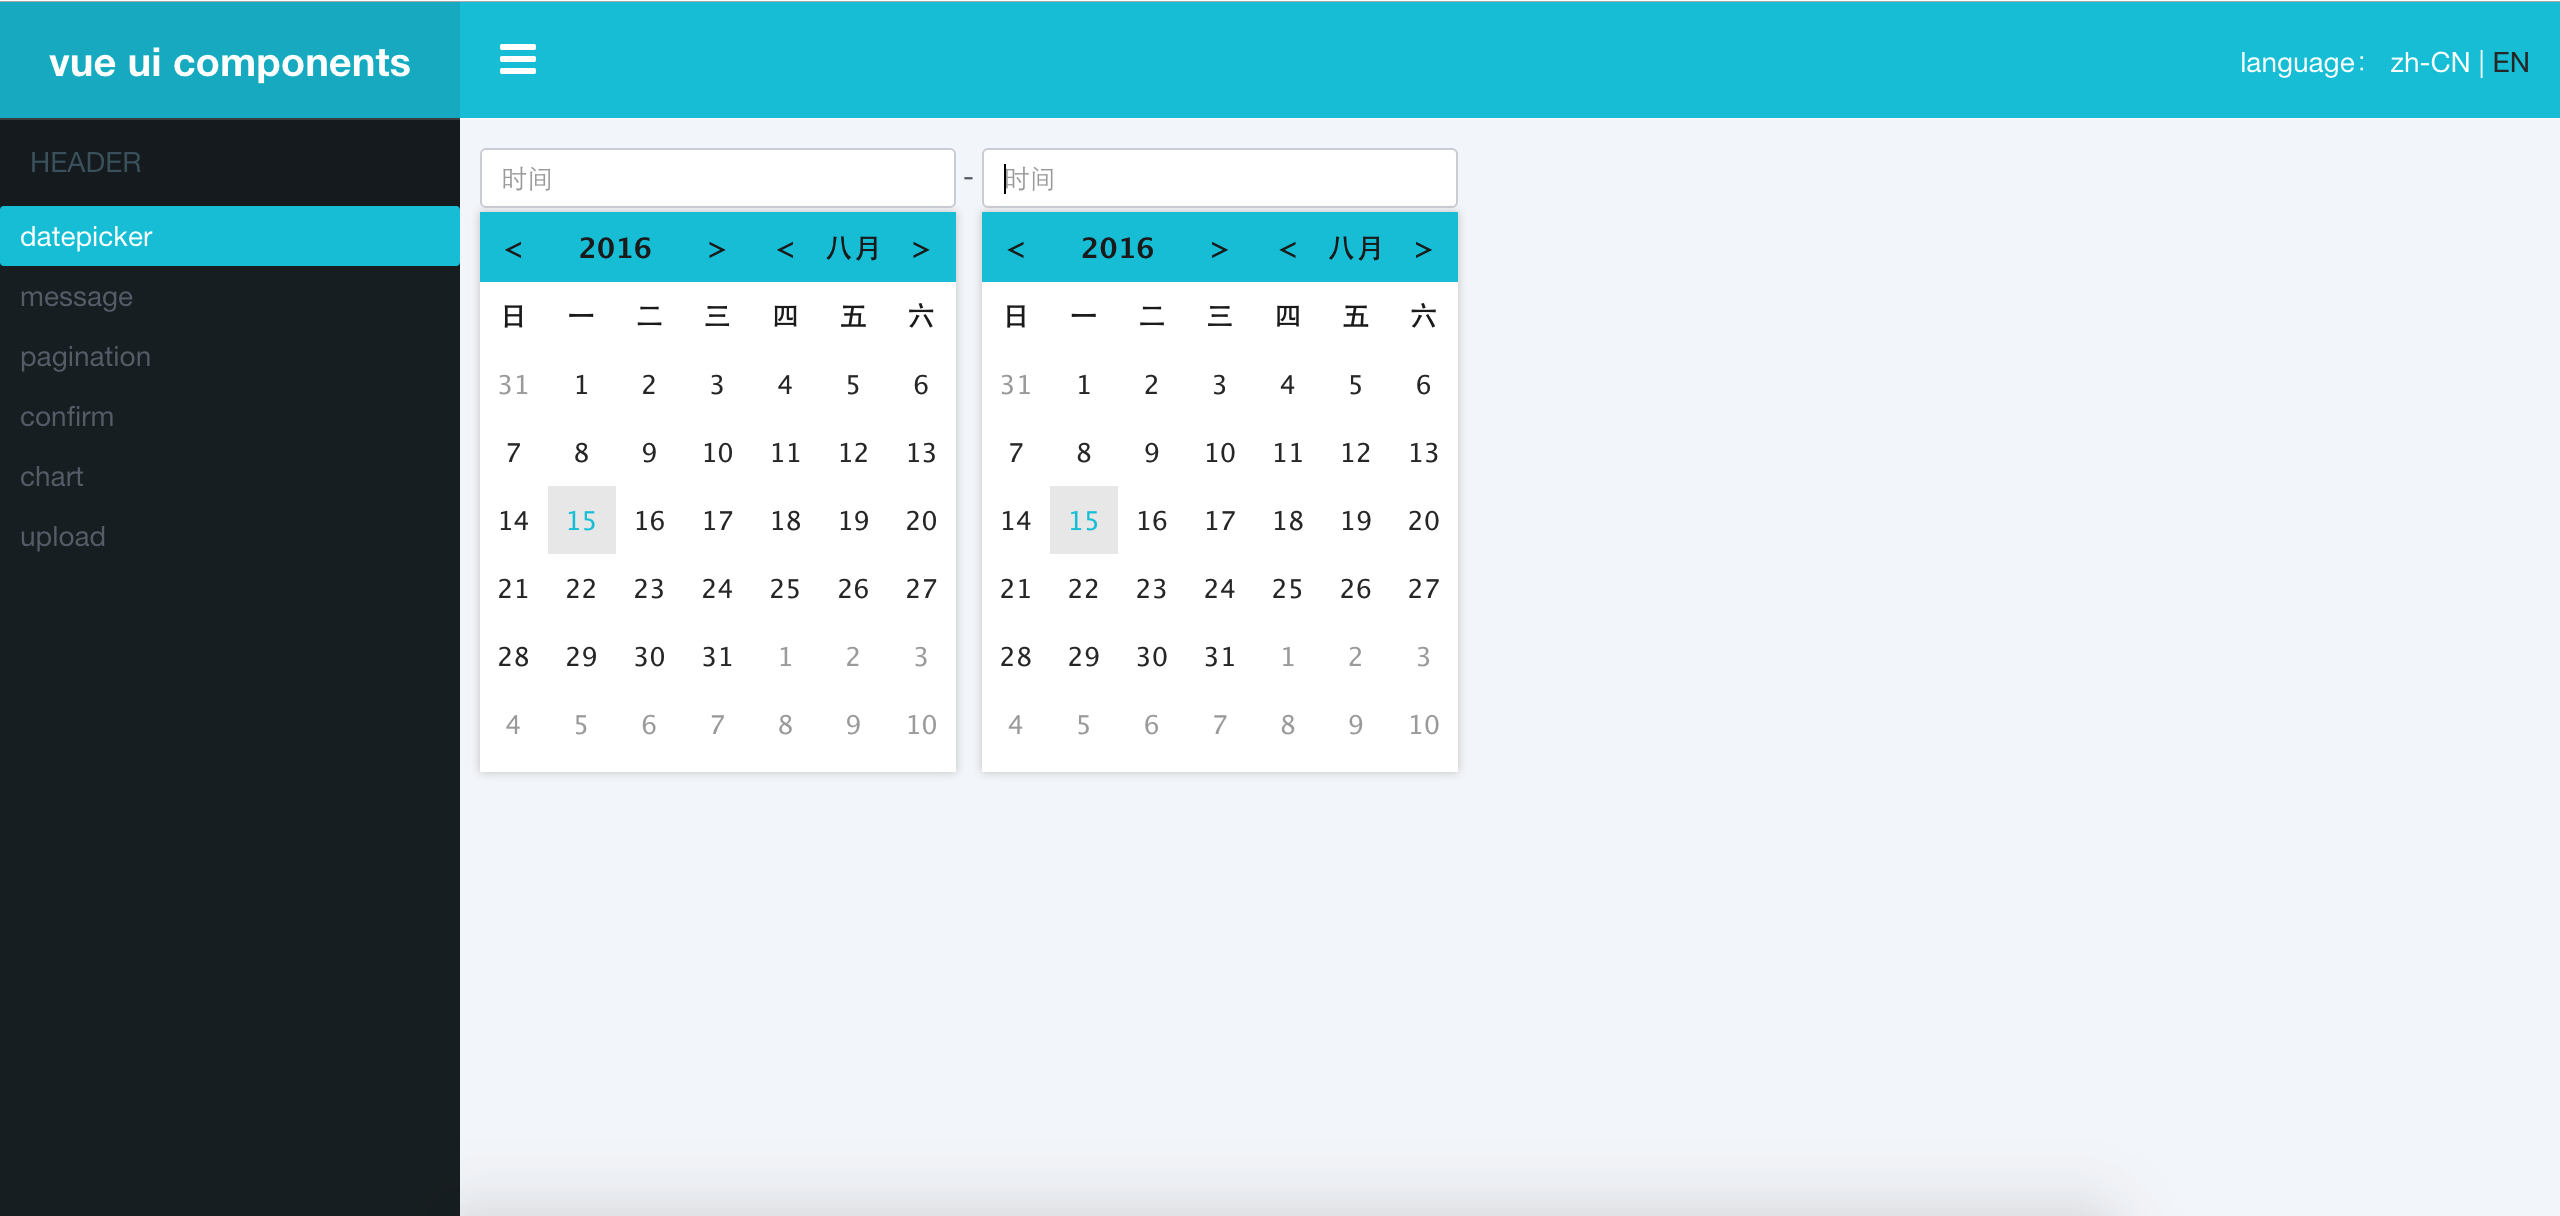 vue ui components
language： zh-CN | EN
HEADER
datepicker
message
pagination
confirm
chart
upload
时间 - 时间
< 2016 > < 八月 >
日 一 二 三 四 五 六
31 1 2 3 4 5 6
7 8 9 10 11 12 13
14 15 16 17 18 19 20
21 22 23 24 25 26 27
28 29 30 31 1 2 3
4 5 6 7 8 9 10
< 2016 > < 八月 >
日 一 二 三 四 五 六
31 1 2 3 4 5 6
7 8 9 10 11 12 13
14 15 16 17 18 19 20
21 22 23 24 25 26 27
28 29 30 31 1 2 3
4 5 6 7 8 9 10